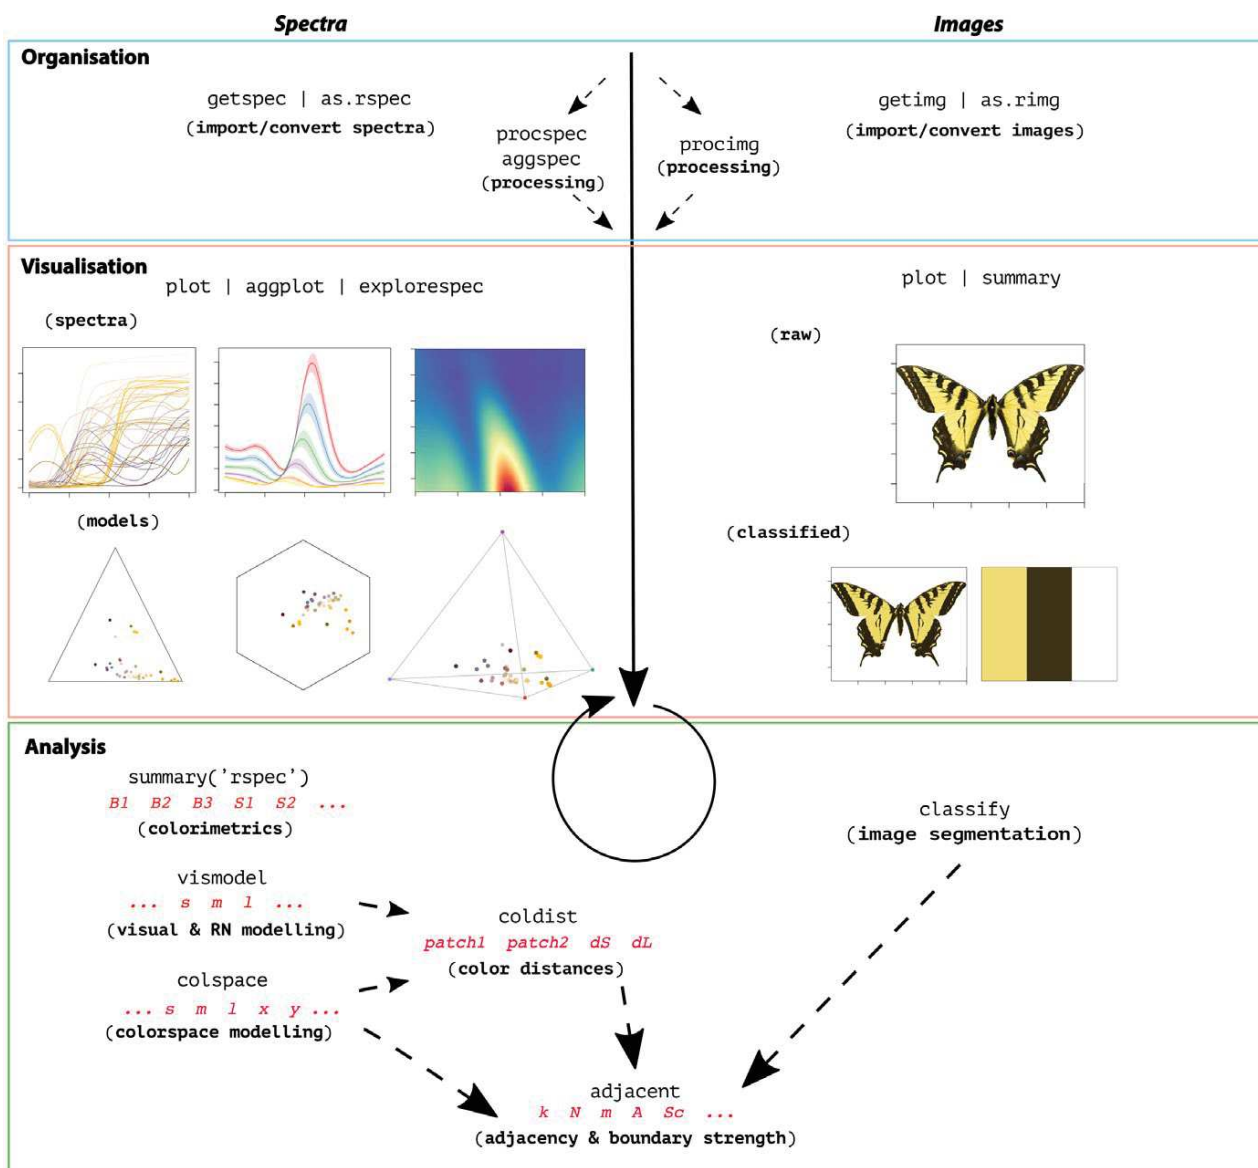 Spectra
Images
Organisation
getspec | as.rspec
(import/convert spectra)
procspec
aggspec
(processing)
procimg
(processing)
getimg | as.rimg
(import/convert images)
Visualisation
plot | aggplot | explorespec
(spectra)
(models)
plot | summary
(raw)
(classified)
Analysis
summary('rspec')
B1 B2 B3 S1 S2 ...
(colorimetrics)
vismodel
... s m l ...
(visual & RN modelling)
colspace
... s m l x y ...
(colorspace modelling)
coldist
patch1 patch2 dS dL
(color distances)
classify
(image segmentation)
adjacent
k N m A Sc ...
(adjacency & boundary strength)